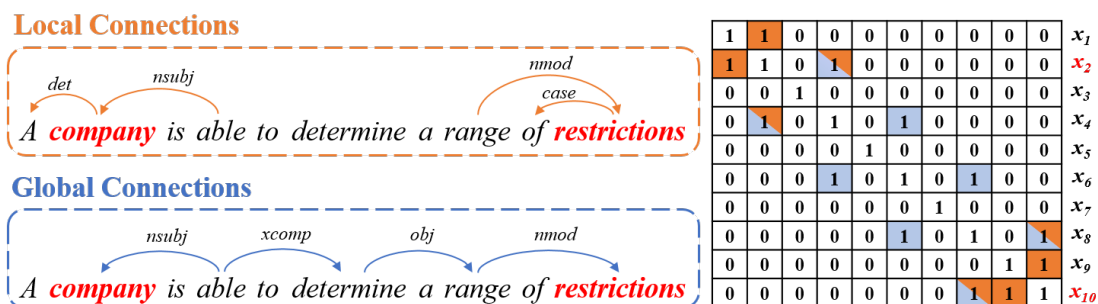 Local Connections
det
nsubj
nmod
case
A company is able to determine a range of restrictions
Global Connections
nsubj
xcomp
obj
nmod
A company is able to determine a range of restrictions
1 1 0 0 0 0 0 0 0 0 x1
1 1 0 1 0 0 0 0 0 0 x2
0 0 1 0 0 0 0 0 0 0 x3
0 1 0 1 0 1 0 0 0 0 x4
0 0 0 0 1 0 0 0 0 0 x5
0 0 0 1 0 1 0 1 0 0 x6
0 0 0 0 0 0 1 0 0 0 x7
0 0 0 0 0 1 0 1 0 1 x8
0 0 0 0 0 0 0 0 1 1 x9
0 0 0 0 0 0 0 1 1 1 x10